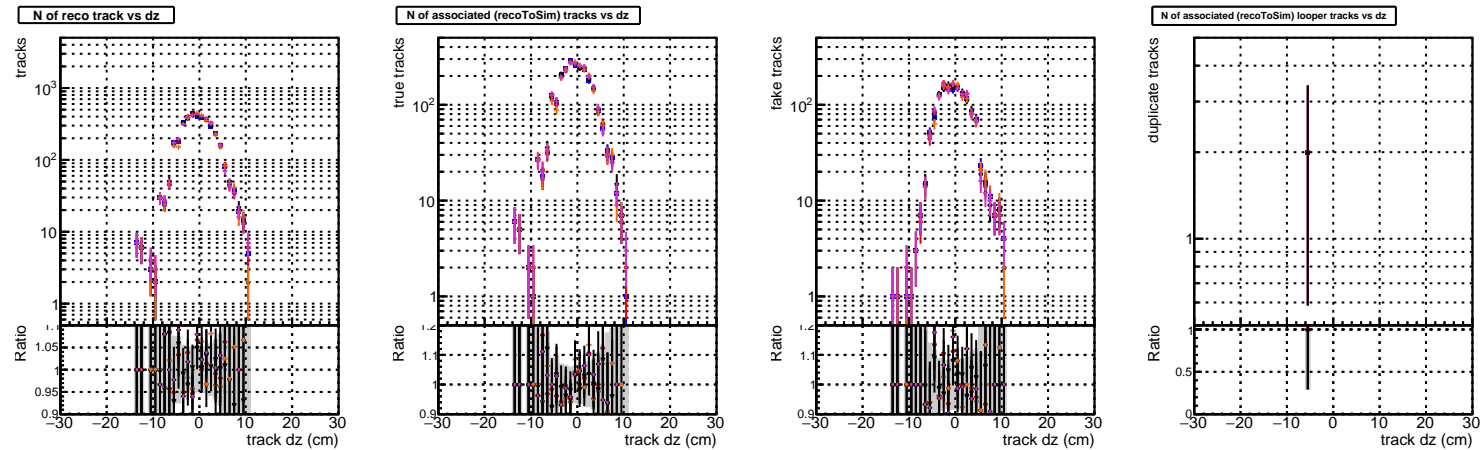 N of reco track vs dz
tracks
10³
10²
10
1
Ratio
1.1
1.05
1
0.95
0.9
−30 −20 −10 0 10 20 30
track dz (cm)
N of associated (recoToSim) tracks vs dz
true tracks
10²
10
1
Ratio
1.2
1.1
1
0.9
−30 −20 −10 0 10 20 30
track dz (cm)
fake tracks
10²
10
1
Ratio
1.2
1.1
1
0.9
−30 −20 −10 0 10 20 30
track dz (cm)
N of associated (recoToSim) looper tracks vs dz
duplicate tracks
1
Ratio
1
0.5
0
−30 −20 −10 0 10 20 30
track dz (cm)